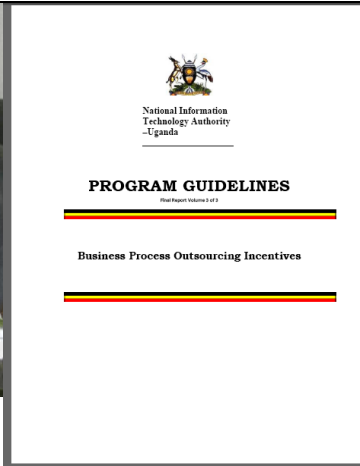 National Information
Technology Authority
–Uganda
PROGRAM GUIDELINES
Final Report Volume 3 of 3
Business Process Outsourcing Incentives